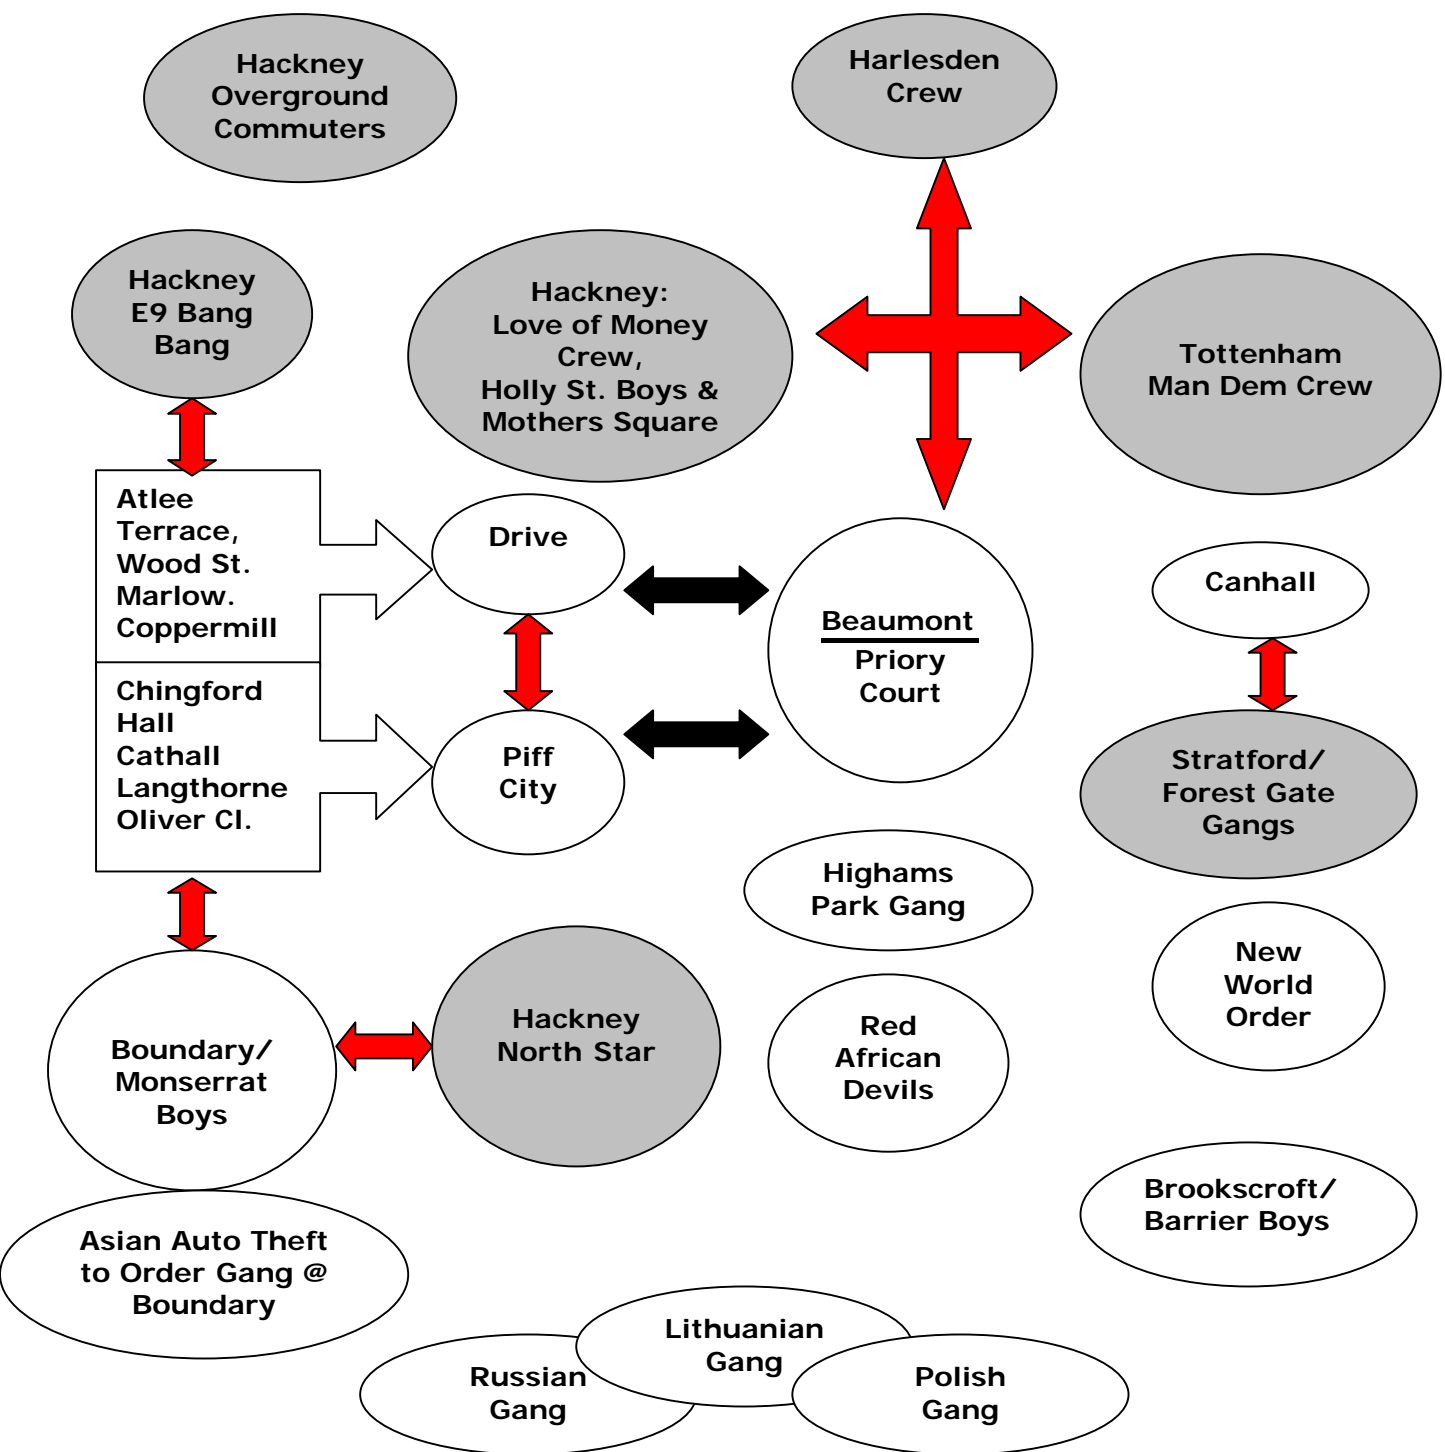 Hackney
Overground
Commuters
Harlesden
Crew
Hackney
E9 Bang
Bang
Hackney:
Love of Money
Crew,
Holly St. Boys &
Mothers Square
Tottenham
Man Dem Crew
Atlee
Terrace,
Wood St.
Marlow.
Coppermill
Drive
Beaumont
Priory
Court
Canhall
Chingford
Hall
Cathall
Langthorne
Oliver Cl.
Piff
City
Stratford/
Forest Gate
Gangs
Highams
Park Gang
New
World
Order
Boundary/
Monserrat
Boys
Hackney
North Star
Red
African
Devils
Brookscroft/
Barrier Boys
Asian Auto Theft
to Order Gang @
Boundary
Lithuanian
Gang
Russian
Gang
Polish
Gang